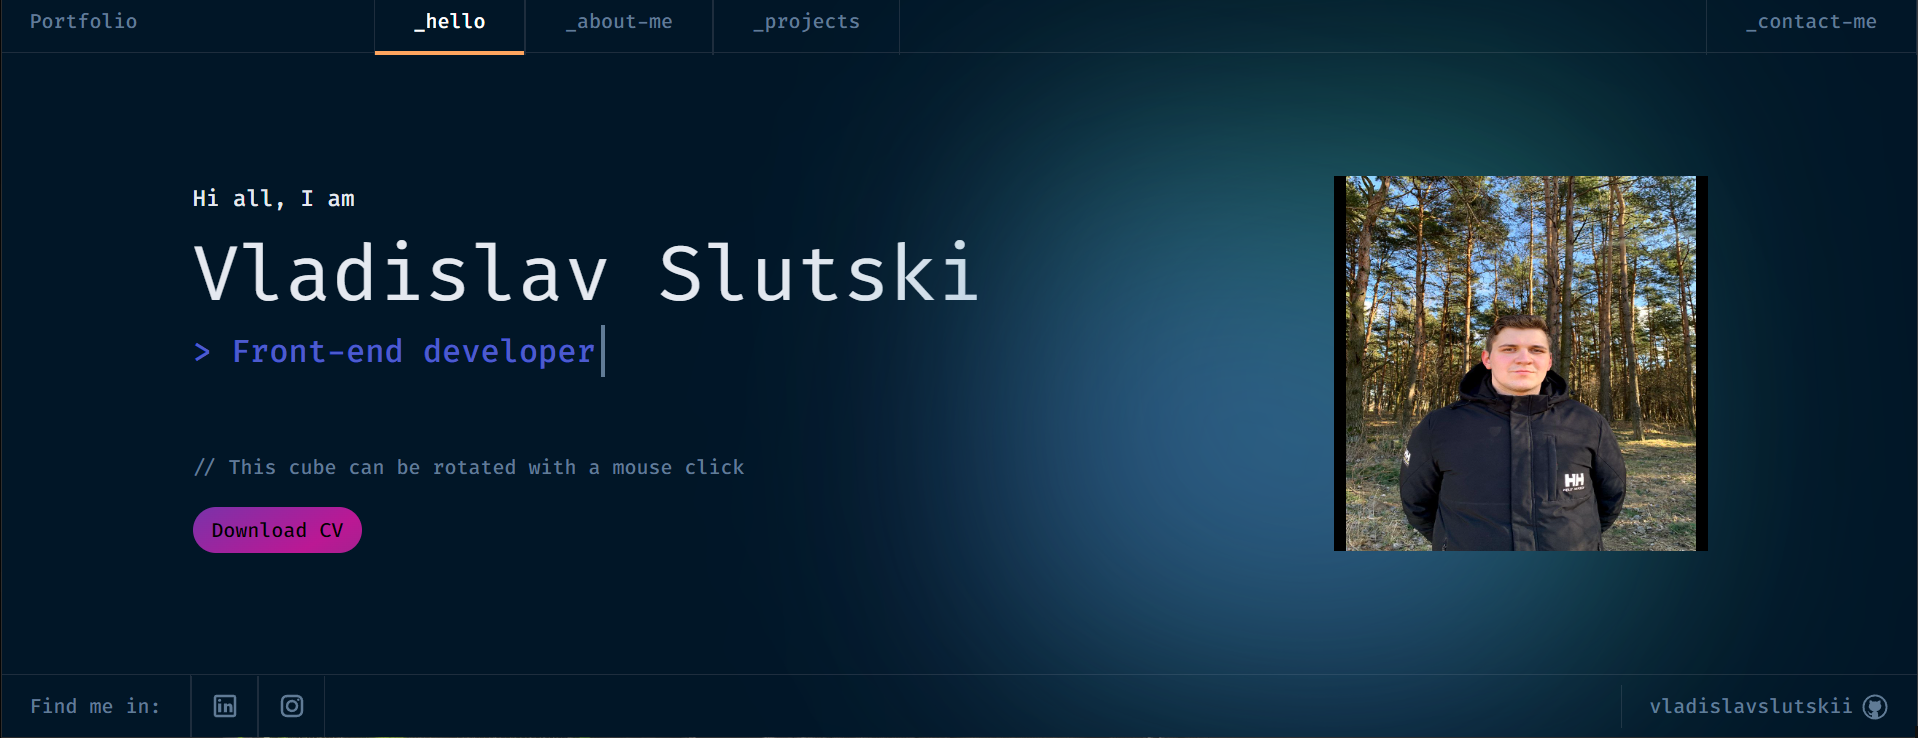 Portfolio
_hello
_about-me
_projects
_contact-me
Hi all, I am
Vladislav Slutski
> Front-end developer
// This cube can be rotated with a mouse click
Download CV
HH
Find me in:
in
vladislavslutskii